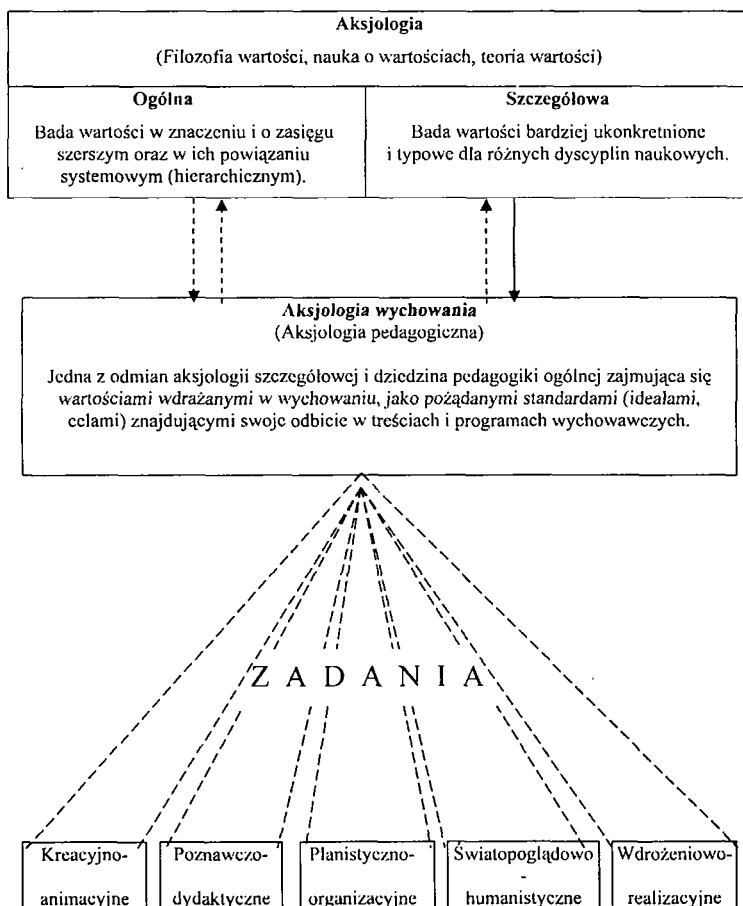 Aksjologia
(Filozofia wartości, nauka o wartościach, teoria wartości)
Ogólna
Bada wartości w znaczeniu i o zasięgu
szerszym oraz w ich powiązaniu
systemowym (hierarchicznym).
Szczegółowa
Bada wartości bardziej ukonkretnione
i typowe dla różnych dyscyplin naukowych.
Aksjologia wychowania
(Aksjologia pedagogiczna)
Jedna z odmian aksjologii szczegółowej i dziedzina pedagogiki ogólnej zajmująca się
wartościami wdrażanymi w wychowaniu, jako pożądanymi standardami (ideałami,
celami) znajdującymi swoje odbicie w treściach i programach wychowawczych.
Z A D A N I A
Kreacyjno-
animacyjne
Poznawczo-
dydaktyczne
Planistyczno-
organizacyjne
Światopoglądowo
-
humanistyczne
Wdrożeniowo-
realizacyjne